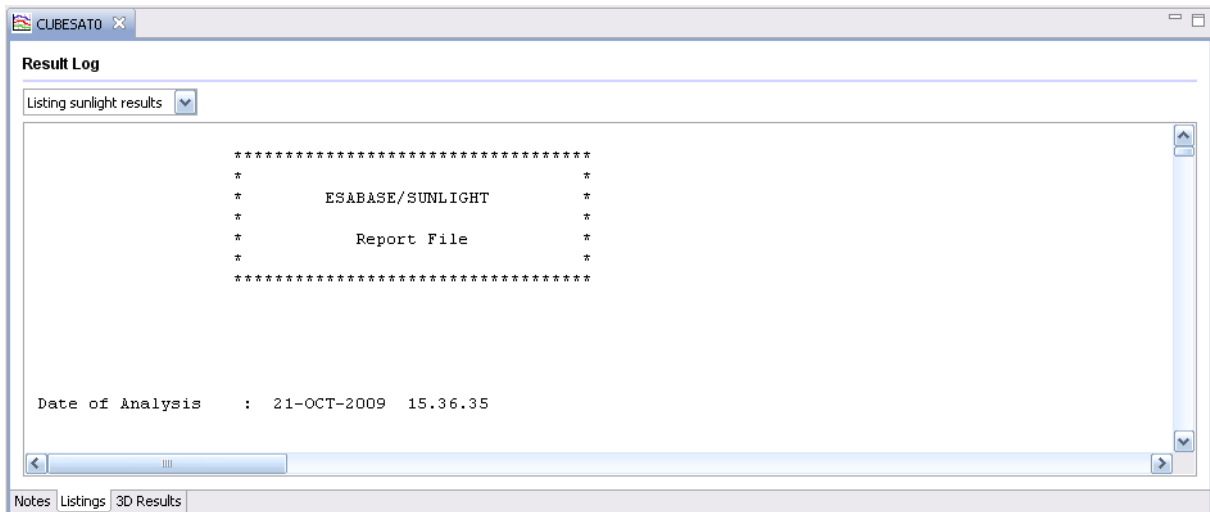 CUBESAT0
Result Log
Listing sunlight results
***********************************
*                                 *
*        ESABASE/SUNLIGHT         *
*                                 *
*           Report File           *
*                                 *
***********************************
Date of Analysis    :  21-OCT-2009  15.36.35
Notes Listings 3D Results